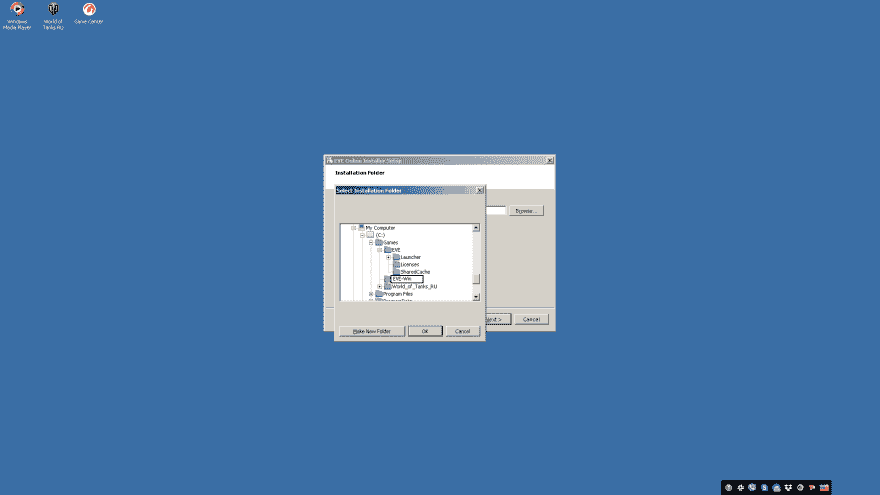 Windows
Media Player
World of
Tanks RU
Game Center
EVE Online Installer Setup
Installation Folder
Select Installation Folder
Browse...
My Computer
(C:)
Games
EVE
Launcher
Licenses
SharedCache
EVE-Win
World_of_Tanks_RU
Program Files
Make New Folder
OK
Cancel
Next >
Cancel